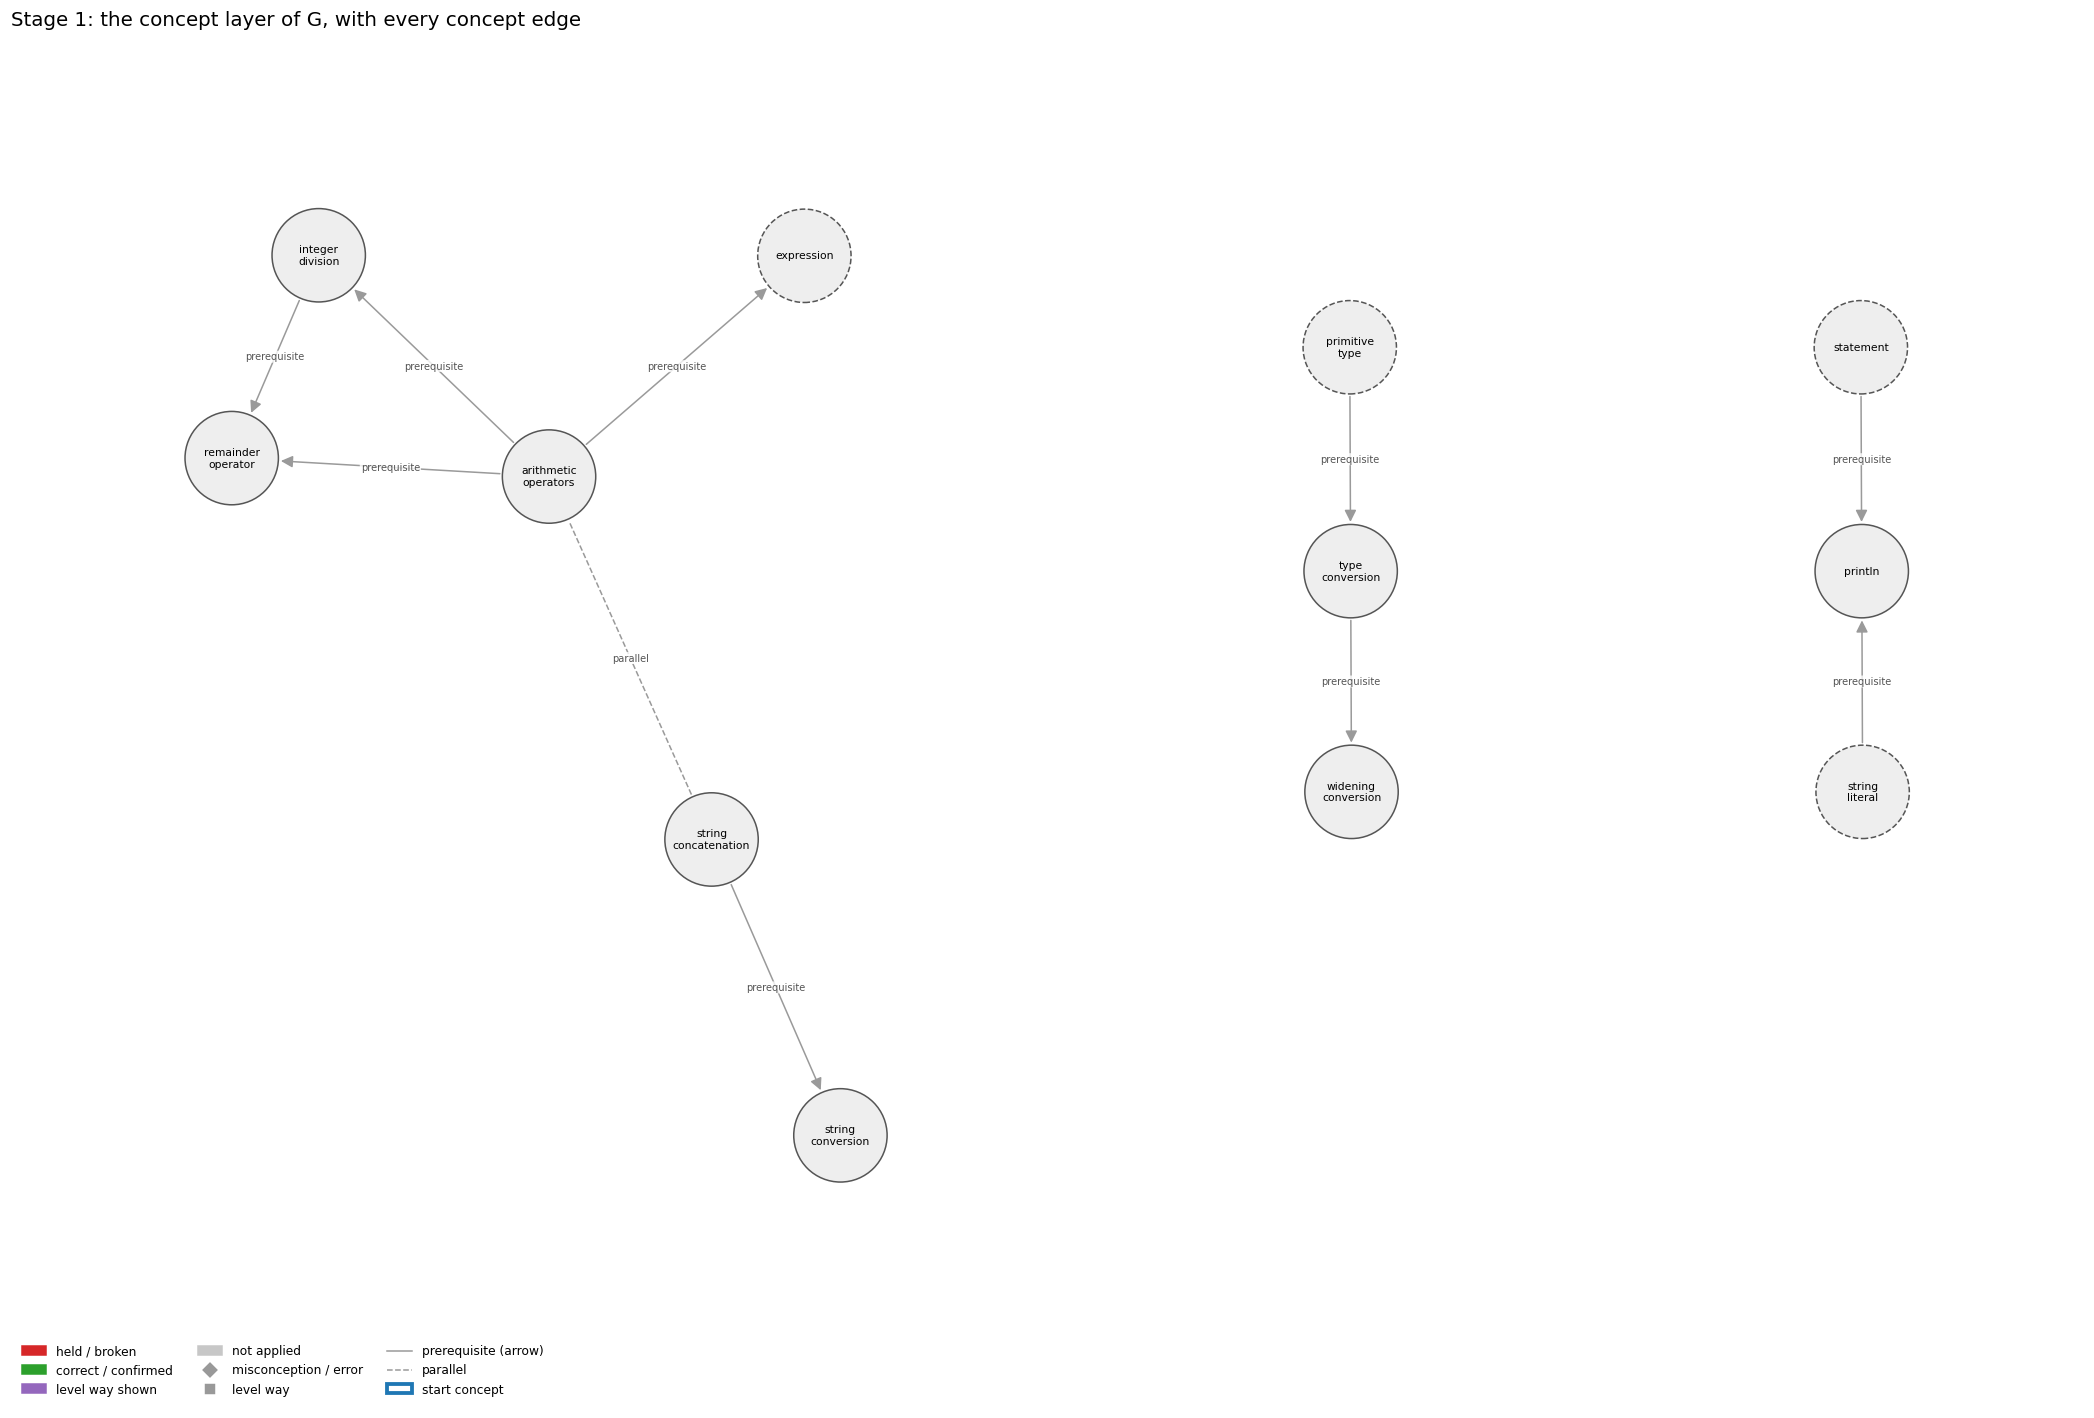 Stage 1: the concept layer of G, with every concept edge
integer
division
expression
prerequisite
prerequisite
prerequisite
remainder
operator
prerequisite
arithmetic
operators
parallel
string
concatenation
prerequisite
string
conversion
primitive
type
prerequisite
type
conversion
prerequisite
widening
conversion
statement
prerequisite
println
prerequisite
string
literal
held / broken
correct / confirmed
level way shown
not applied
misconception / error
level way
prerequisite (arrow)
parallel
start concept